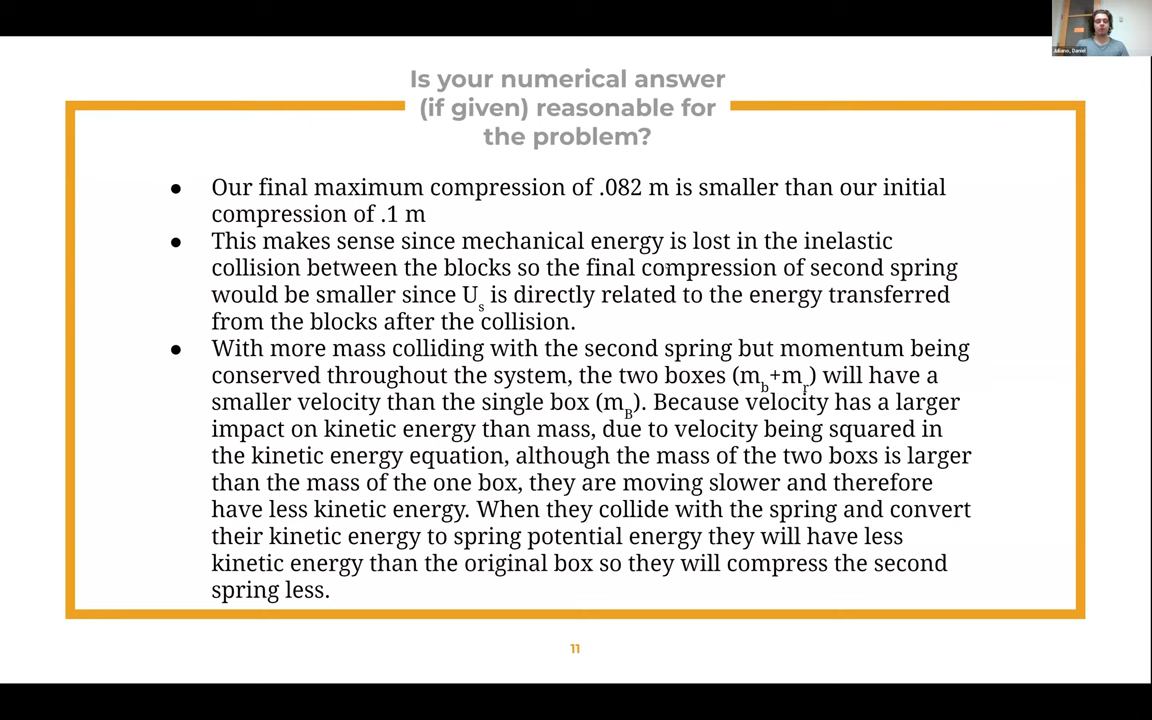 Juliano, Daniel
Is your numerical answer
(if given) reasonable for
the problem?
● Our final maximum compression of .082 m is smaller than our initial
compression of .1 m
● This makes sense since mechanical energy is lost in the inelastic
collision between the blocks so the final compression of second spring
would be smaller since Us is directly related to the energy transferred
from the blocks after the collision.
● With more mass colliding with the second spring but momentum being
conserved throughout the system, the two boxes (mb+mr) will have a
smaller velocity than the single box (mB). Because velocity has a larger
impact on kinetic energy than mass, due to velocity being squared in
the kinetic energy equation, although the mass of the two boxs is larger
than the mass of the one box, they are moving slower and therefore
have less kinetic energy. When they collide with the spring and convert
their kinetic energy to spring potential energy they will have less
kinetic energy than the original box so they will compress the second
spring less.
11